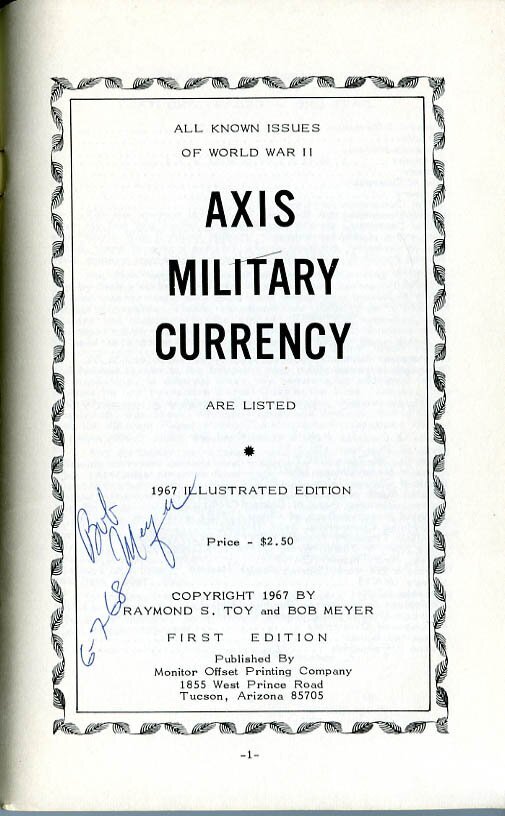 ALL KNOWN ISSUES
OF WORLD WAR II
AXIS
MILITARY
CURRENCY
ARE LISTED
1967 ILLUSTRATED EDITION
Price - $2.50
Bob
Meyer
6-7-68
COPYRIGHT 1967 BY
RAYMOND S. TOY and BOB MEYER
FIRST EDITION
Published By
Monitor Offset Printing Company
1855 West Prince Road
Tucson, Arizona 85705
-1-